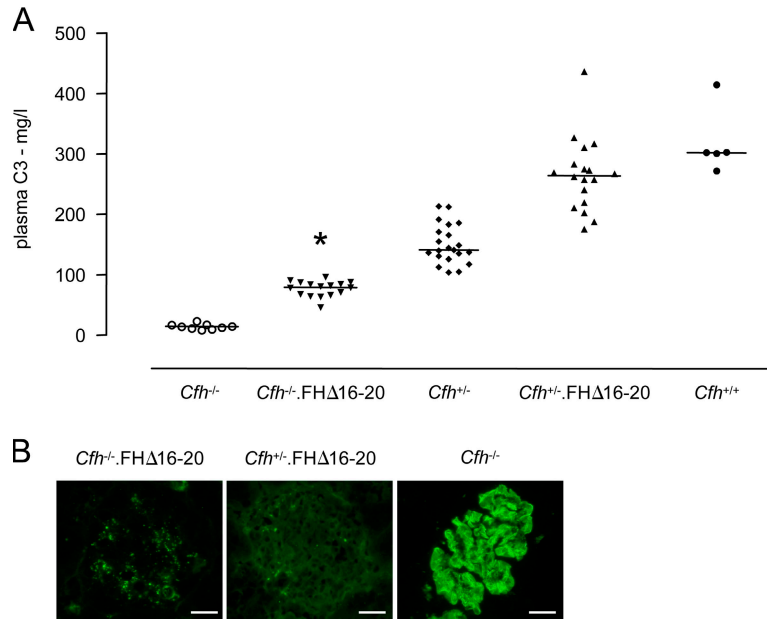 A
500
400
300
200
100
0
plasma C3 - mg/l
*
Cfh-/- Cfh-/-.FHΔ16-20 Cfh+/- Cfh+/-.FHΔ16-20 Cfh+/+
B
Cfh-/-.FHΔ16-20 Cfh+/-.FHΔ16-20 Cfh-/-